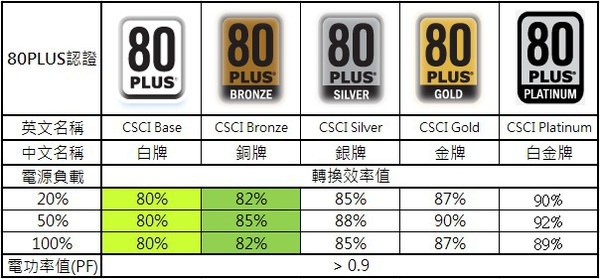 80PLUS認證 80 PLUS 80 PLUS BRONZE 80 PLUS SILVER 80 PLUS GOLD 80 PLUS PLATINUM
英文名稱 CSCI Base CSCI Bronze CSCI Silver CSCI Gold CSCI Platinum
中文名稱 白牌 銅牌 銀牌 金牌 白金牌
電源負載 轉換效率值
20% 80% 82% 85% 87% 90%
50% 80% 85% 88% 90% 92%
100% 80% 82% 85% 87% 89%
電功率值(PF) > 0.9